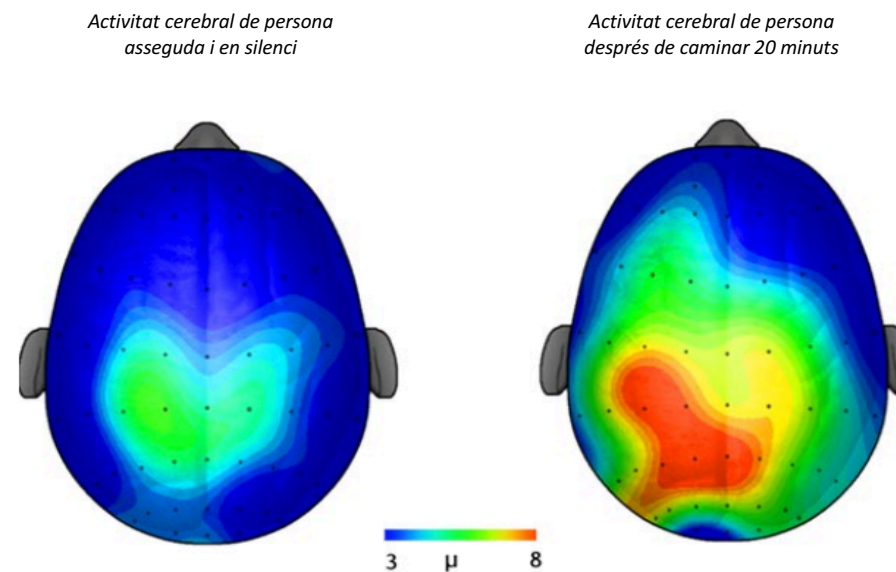 Activitat cerebral de persona
asseguda i en silenci
Activitat cerebral de persona
després de caminar 20 minuts
3 μ 8